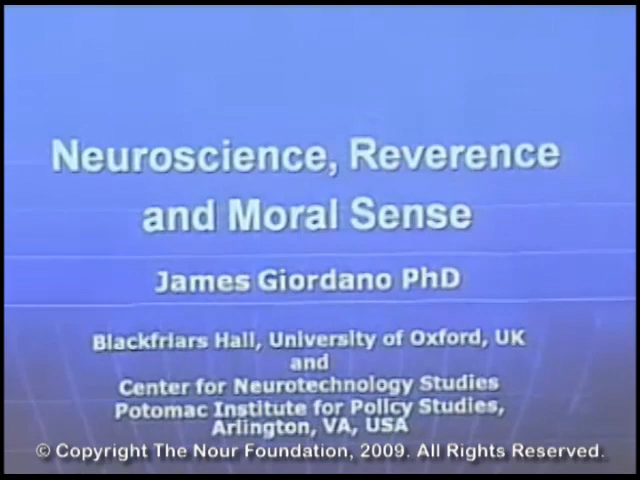 Neuroscience, Reverence
and Moral Sense
James Giordano PhD
Blackfriars Hall, University of Oxford, UK
and
Center for Neurotechnology Studies
Potomac Institute for Policy Studies,
Arlington, VA, USA
© Copyright The Nour Foundation, 2009. All Rights Reserved.